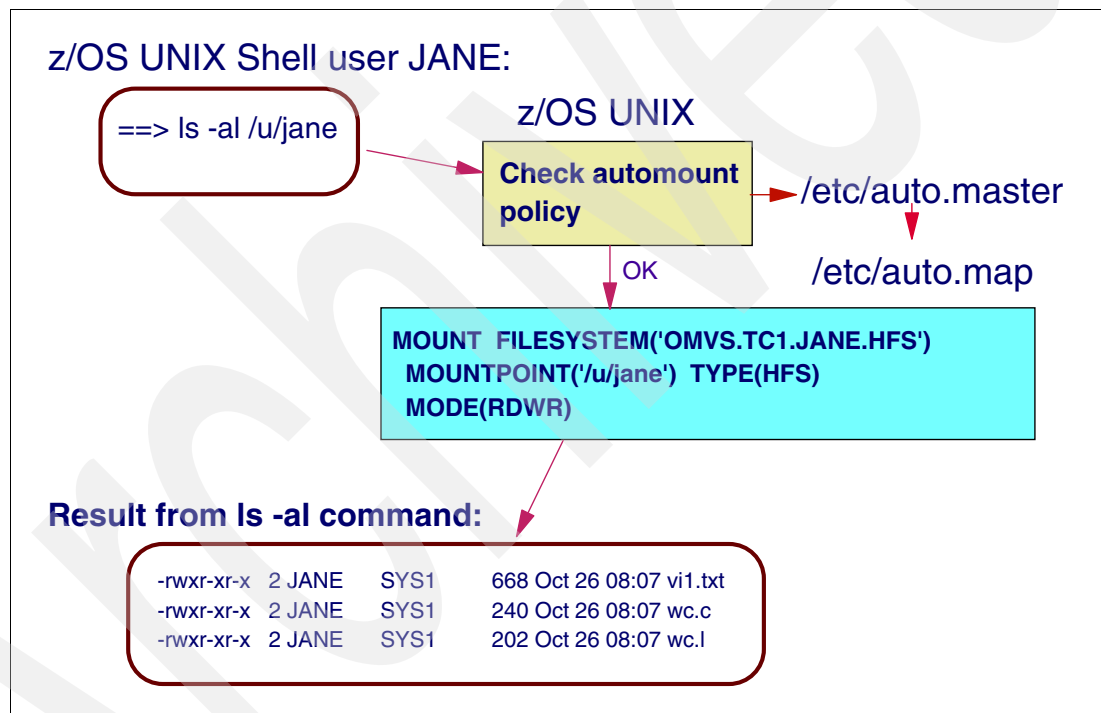 z/OS UNIX Shell user JANE:
==> ls -al /u/jane
z/OS UNIX
Check automount
policy
/etc/auto.master
/etc/auto.map
OK
MOUNT FILESYSTEM('OMVS.TC1.JANE.HFS')
MOUNTPOINT('/u/jane') TYPE(HFS)
MODE(RDWR)
Result from ls -al command:
-rwxr-xr-x 2 JANE SYS1 668 Oct 26 08:07 vi1.txt
-rwxr-xr-x 2 JANE SYS1 240 Oct 26 08:07 wc.c
-rwxr-xr-x 2 JANE SYS1 202 Oct 26 08:07 wc.l